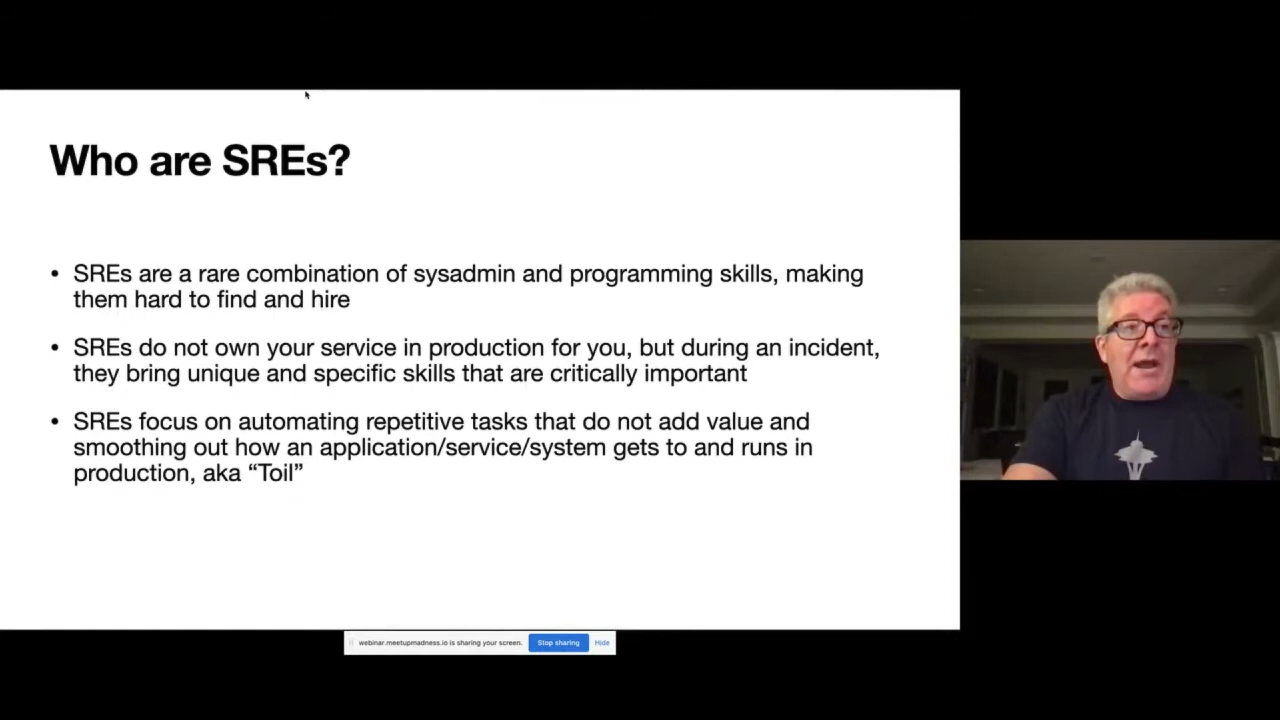 Who are SREs?
• SREs are a rare combination of sysadmin and programming skills, making
them hard to find and hire
• SREs do not own your service in production for you, but during an incident,
they bring unique and specific skills that are critically important
• SREs focus on automating repetitive tasks that do not add value and
smoothing out how an application/service/system gets to and runs in
production, aka “Toil”
webinar.meetupmadness.io is sharing your screen. Stop sharing Hide